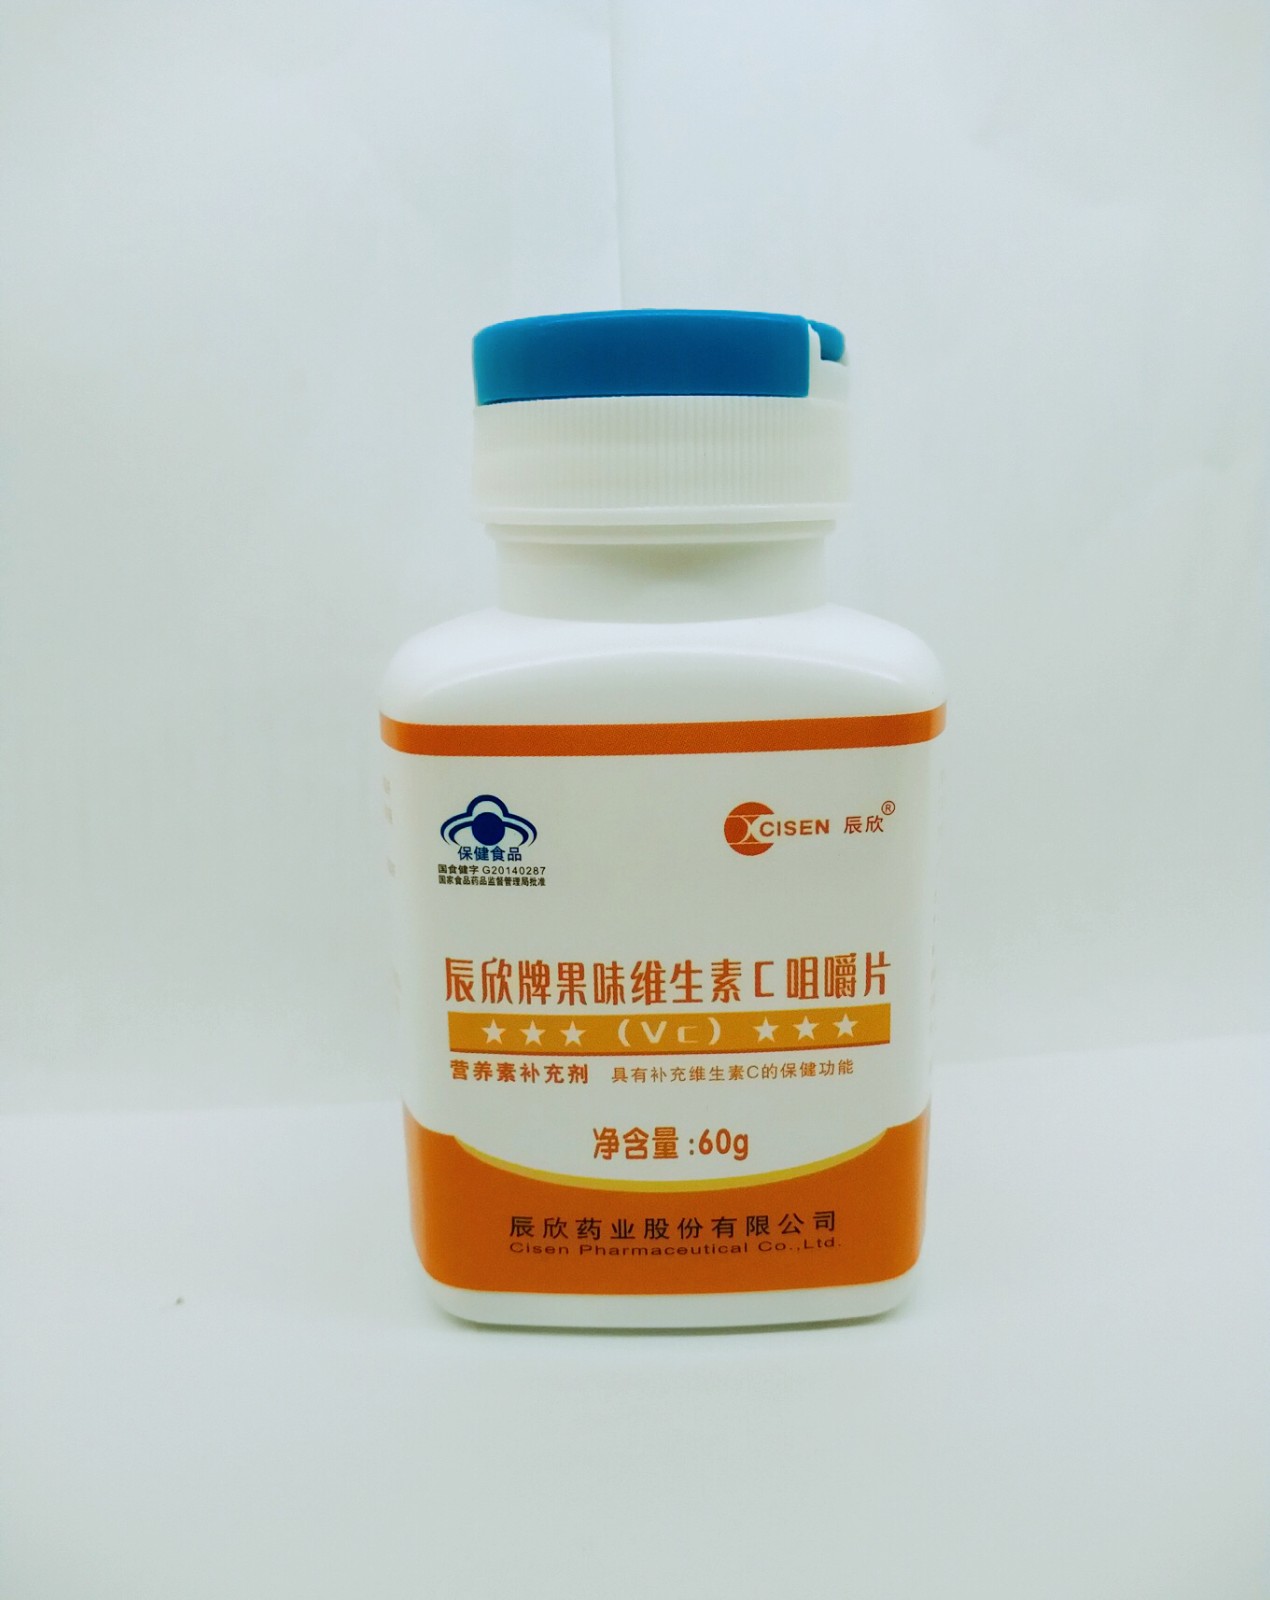 保健食品
国食健字 G20140287
国家食品药品监督管理局批准
CISEN 辰欣®
辰欣牌果味维生素C咀嚼片
★★★(Vc)★★★
营养素补充剂 具有补充维生素C的保健功能
净含量:60g
辰欣药业股份有限公司
Cisen Pharmaceutical Co.,Ltd.